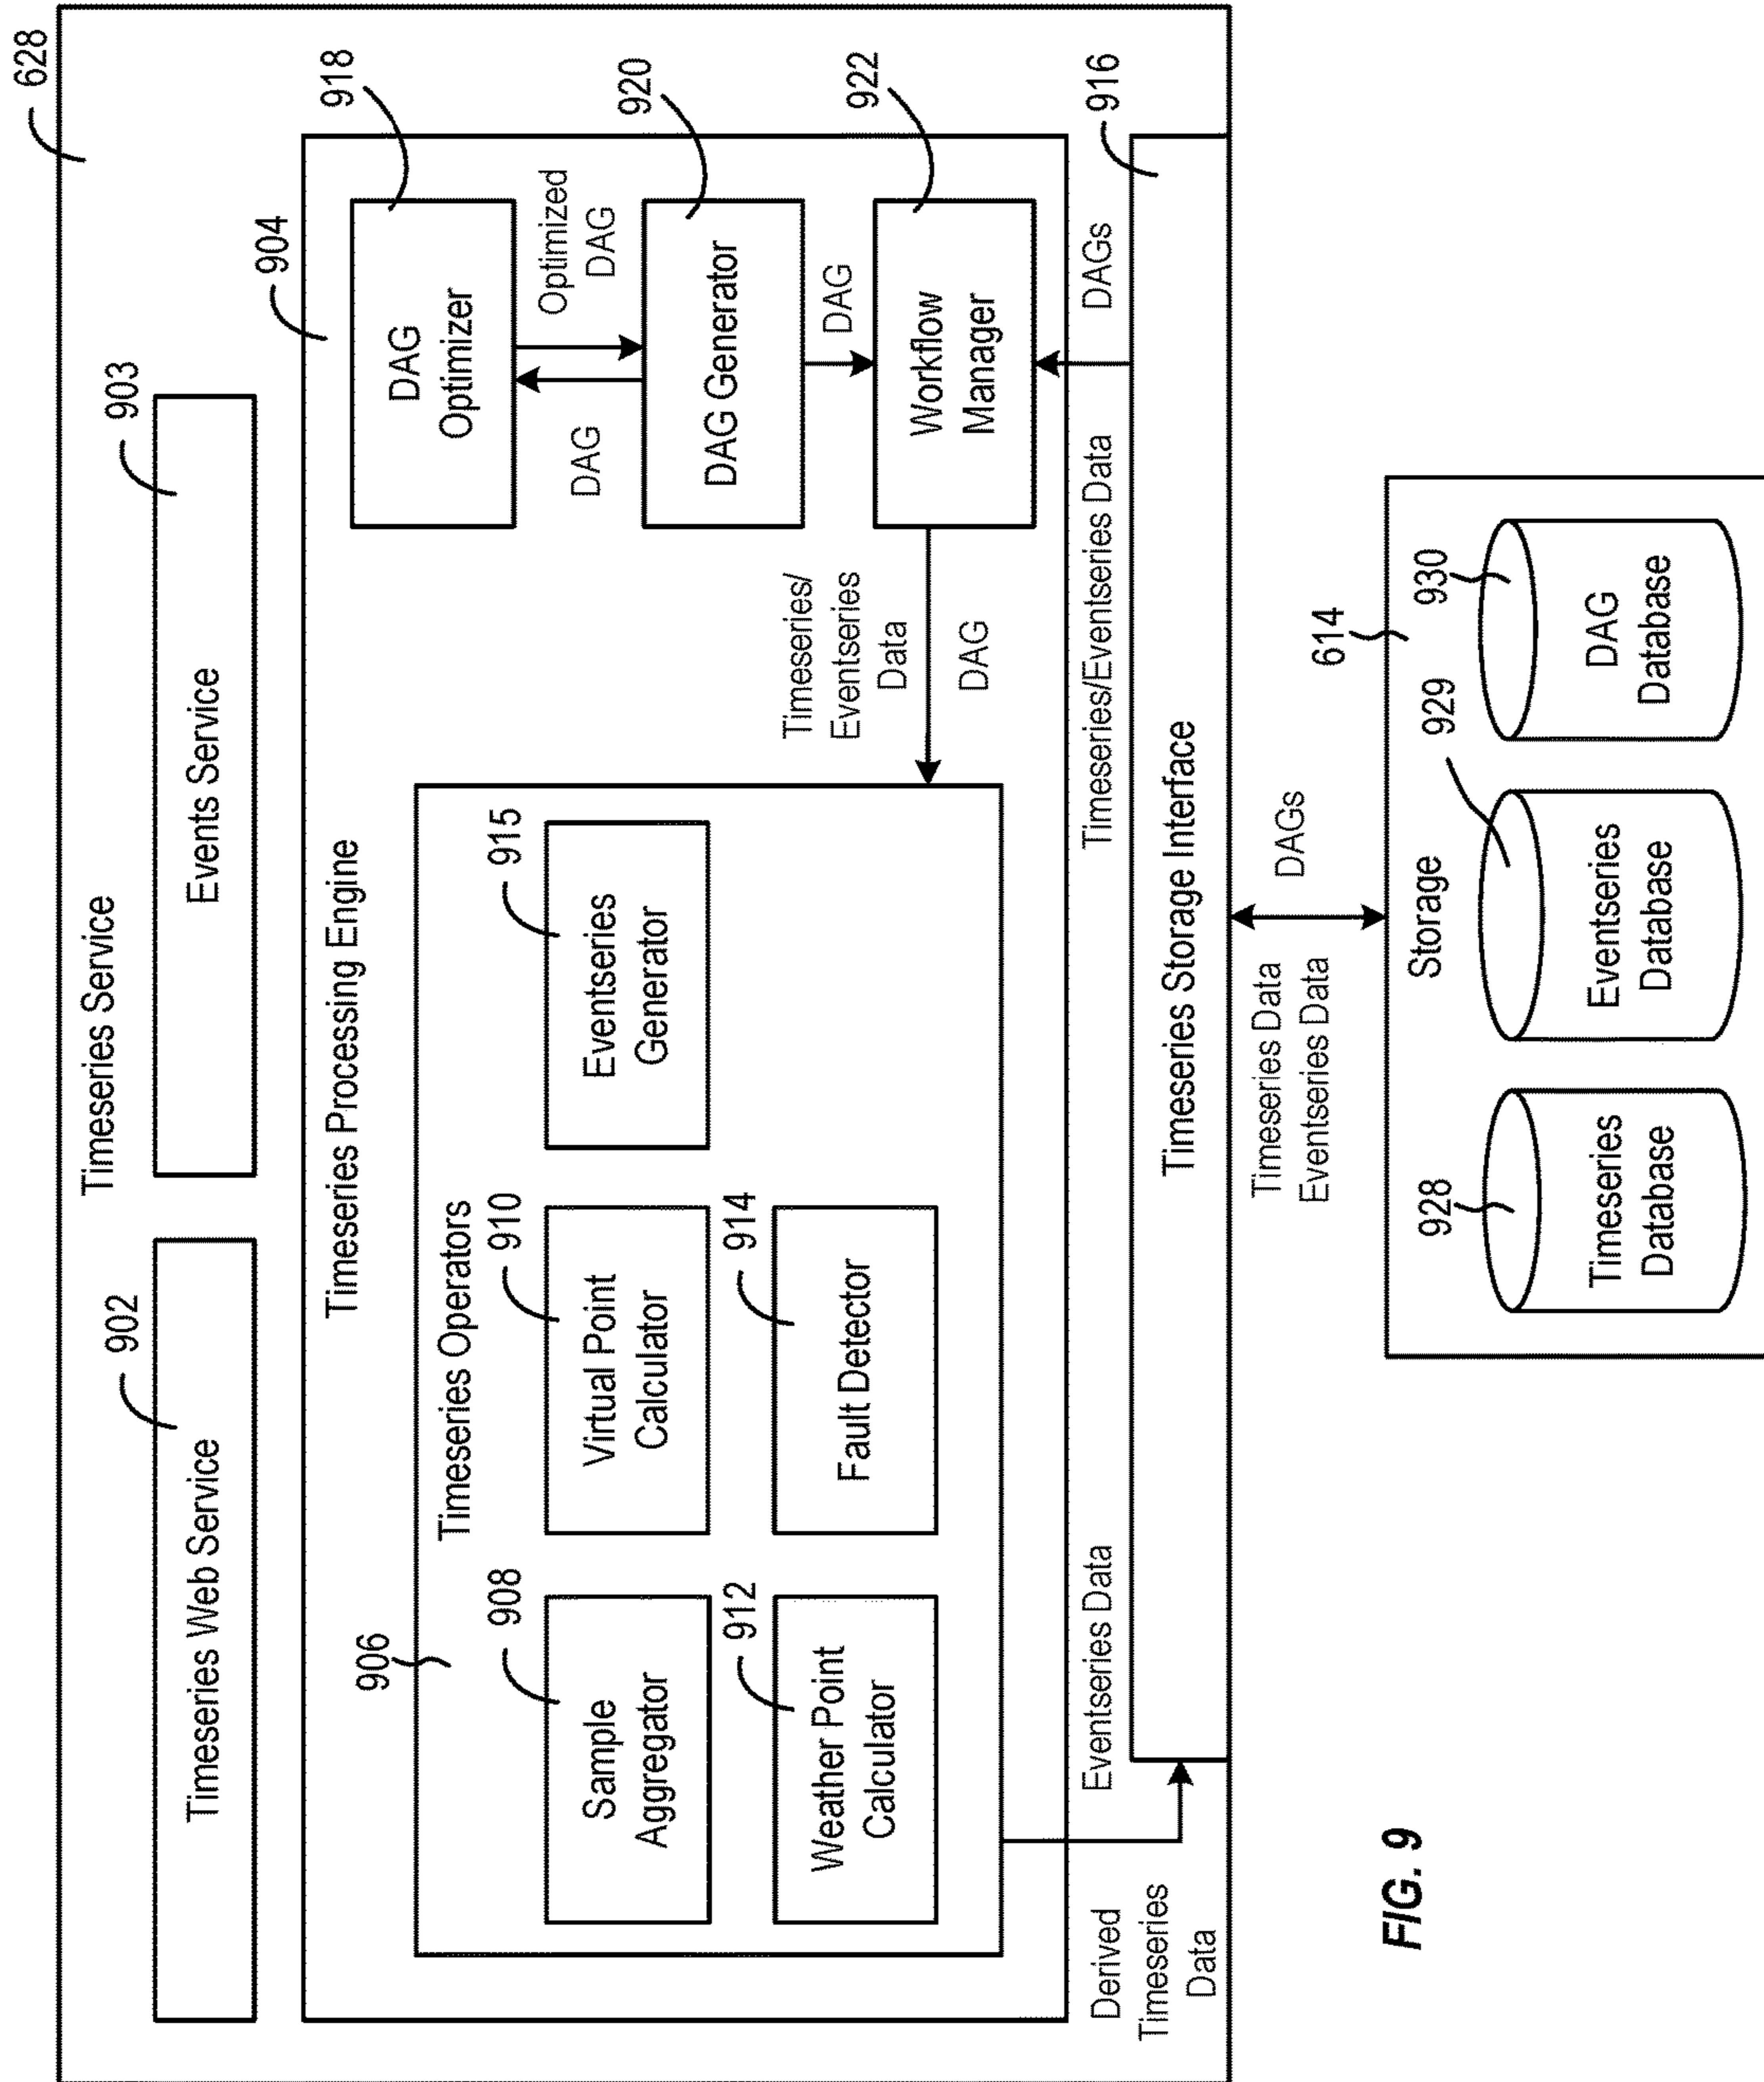 628
Timeseries Service
902
903
Timeseries Web Service
Events Service
Timeseries Processing Engine
904
906
Timeseries Operators
908
910
915
Sample
Aggregator
Virtual Point
Calculator
Eventseries
Generator
912
914
Weather Point
Calculator
Fault Detector
918
DAG
Optimizer
DAG
Optimized
DAG
920
DAG Generator
DAG
922
Workflow
Manager
Timeseries/
Eventseries
Data
DAG
Derived
Timeseries
Data
Eventseries Data
Timeseries/Eventseries Data
DAGs
916
Timeseries Storage Interface
Timeseries Data
Eventseries Data
DAGs
614
Storage
928
929
930
Timeseries
Database
Eventseries
Database
DAG
Database
FIG. 9